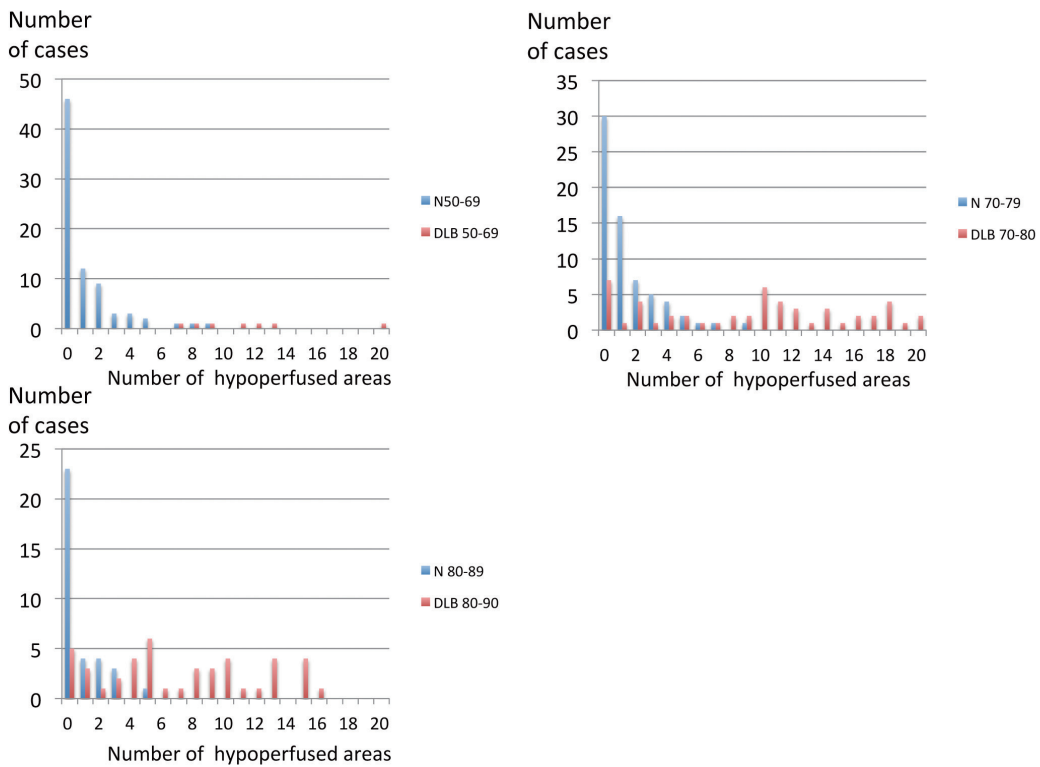 Number
of cases
50
40
30
20
10
0
0 2 4 6 8 10 12 14 16 18 20
Number of hypoperfused areas
N50-69
DLB 50-69
Number
of cases
35
30
25
20
15
10
5
0
0 2 4 6 8 10 12 14 16 18 20
Number of hypoperfused areas
N 70-79
DLB 70-80
Number
of cases
25
20
15
10
5
0
0 2 4 6 8 10 12 14 16 18 20
Number of hypoperfused areas
N 80-89
DLB 80-90